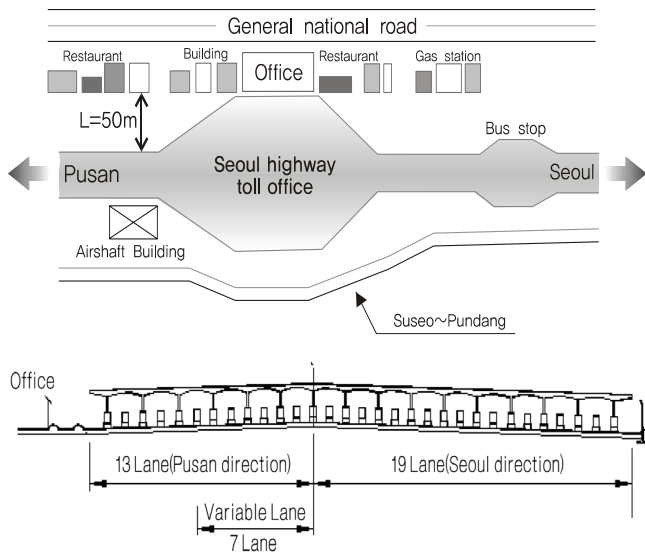 General national road
Restaurant
Building
Office
Restaurant
Gas station
L=50m
Bus stop
Pusan
Seoul highway
toll office
Seoul
Airshaft Building
Suseo～Pundang
Office
13 Lane(Pusan direction)
19 Lane(Seoul direction)
Variable Lane
7 Lane